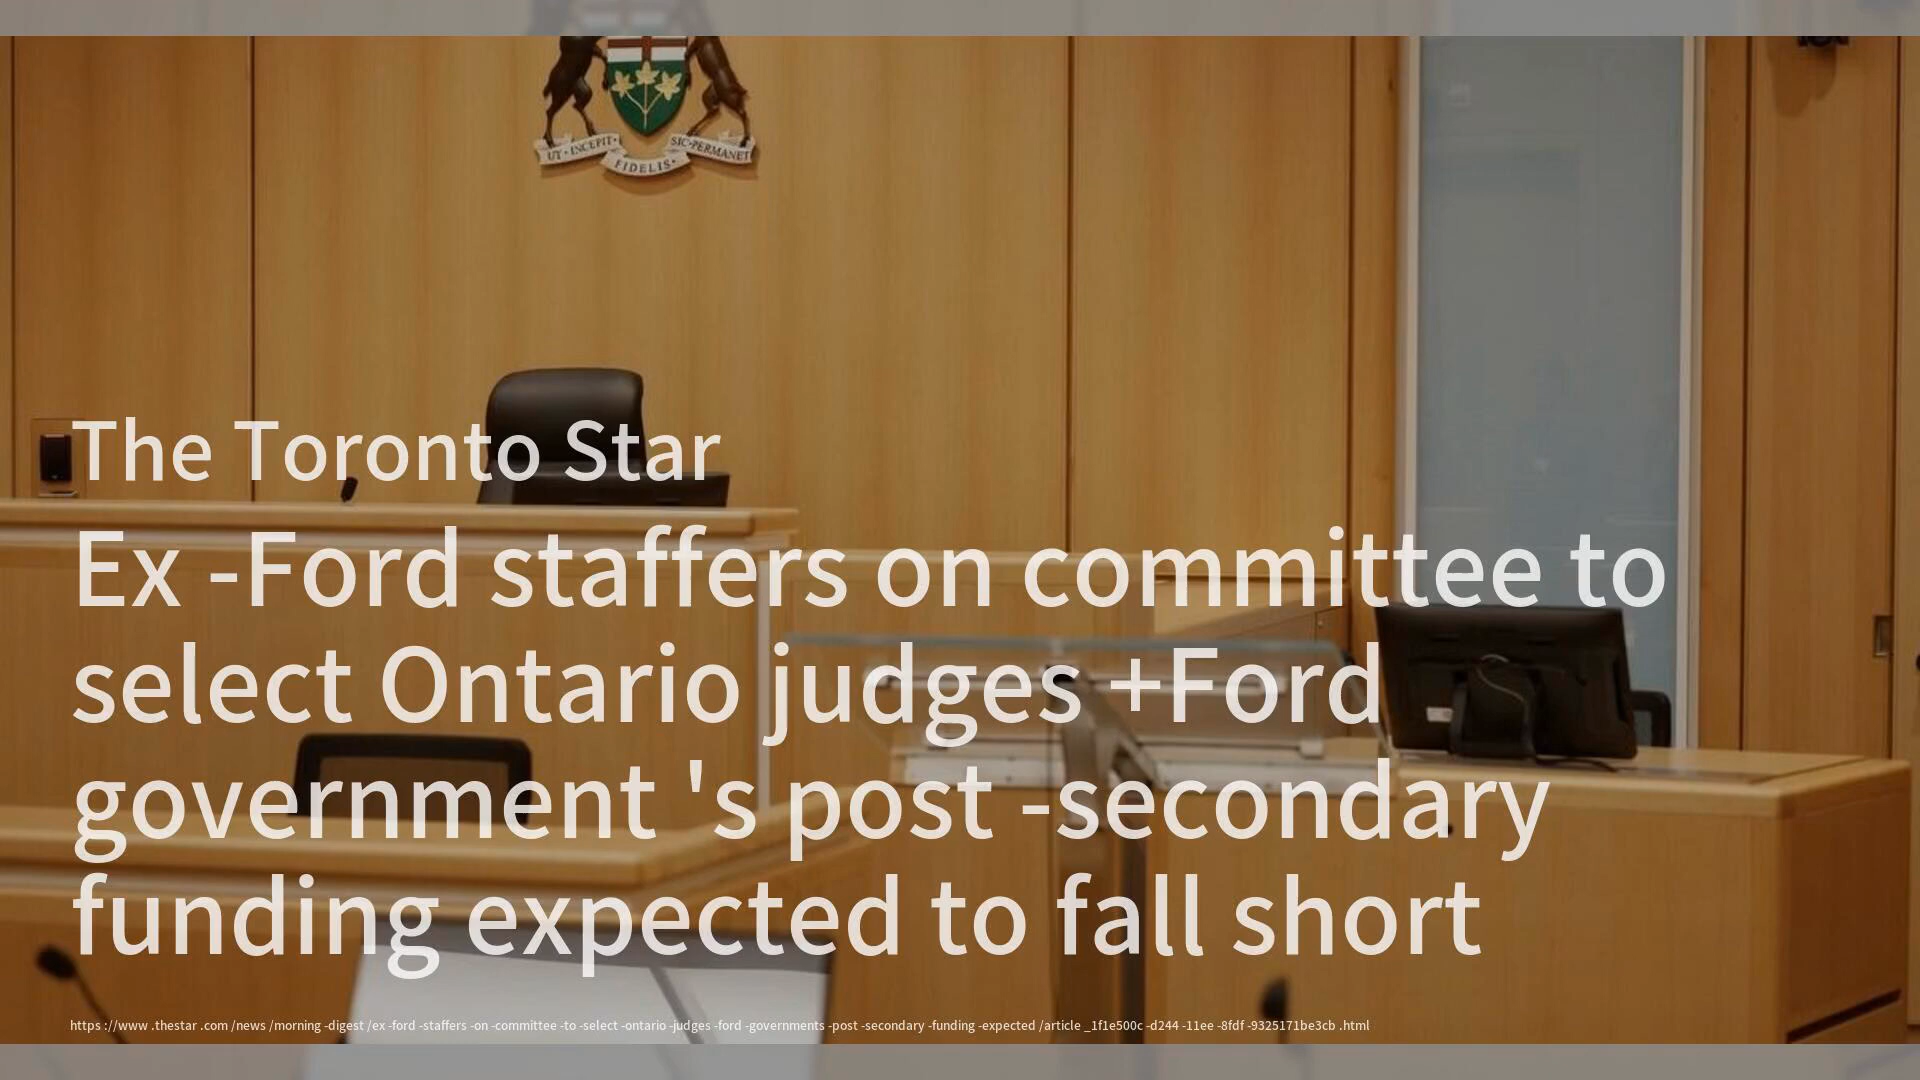 UT·INCEPIT·
SIC·PERMANET
FIDELIS·
The Toronto Star
Ex -Ford staffers on committee to
select Ontario judges +Ford
government 's post -secondary
funding expected to fall short
https ://www .thestar .com /news /morning -digest /ex -ford -staffers -on -committee -to -select -ontario -judges -ford -governments -post -secondary -funding -expected /article _1f1e500c -d244 -11ee -8fdf -9325171be3cb .html